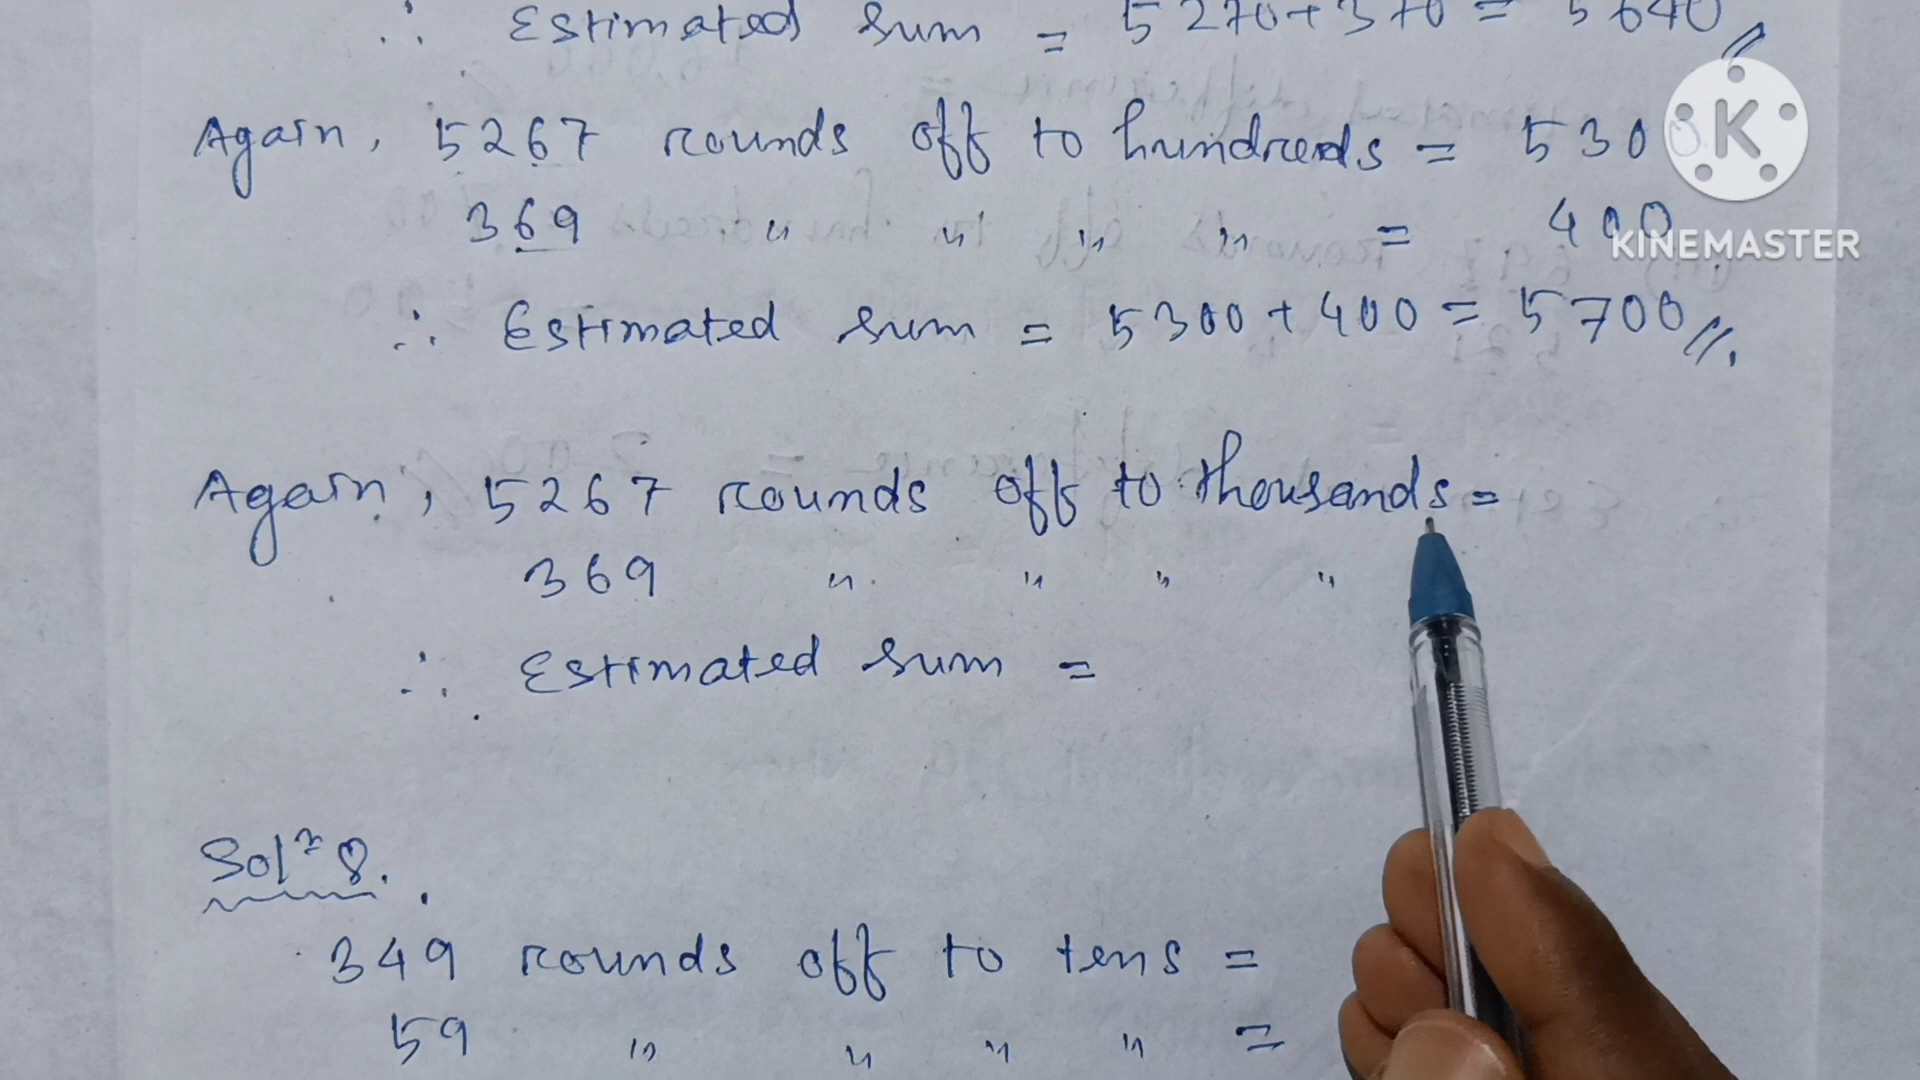 ∴ Estimated sum = 5270+370 = 5640//
Again, 5267 rounds off to hundreds = 5300
369 " " " " = 400
∴ Estimated sum = 5300+400 = 5700//.
Again, 5267 rounds off to thousands =
369 " " " "
∴ Estimated sum =
Solⁿ 8.
349 rounds off to tens =
59 " " " " =
K
KINEMASTER